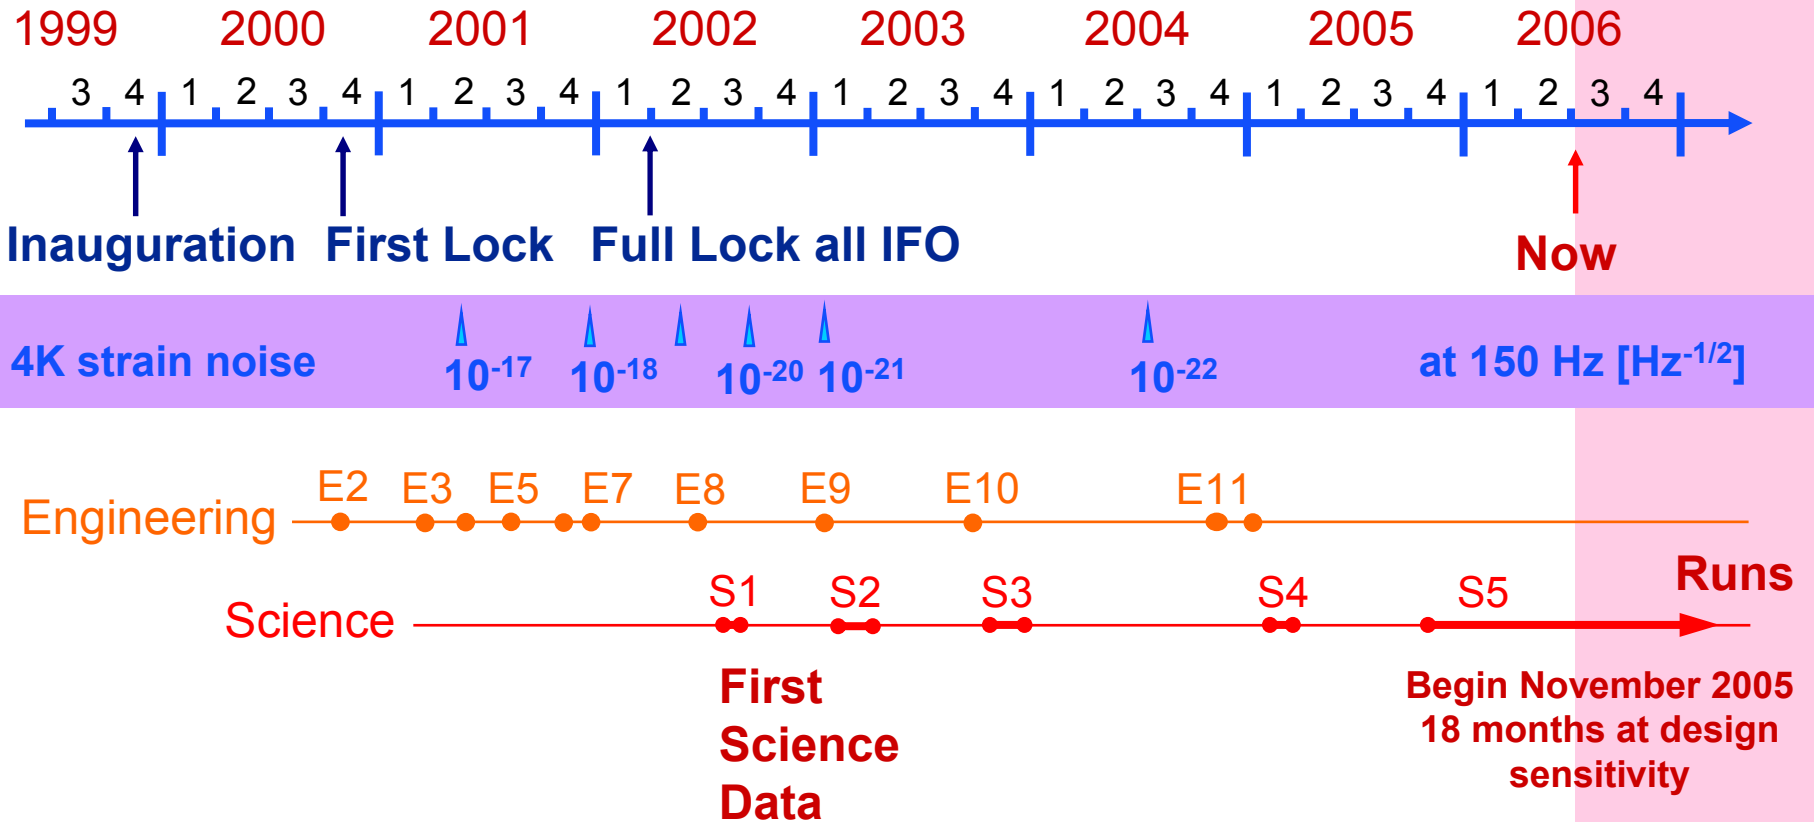 1999 2000 2001 2002 2003 2004 2005 2006
3 4 1 2 3 4 1 2 3 4 1 2 3 4 1 2 3 4 1 2 3 4 1 2 3 4 1 2 3 4
Inauguration First Lock Full Lock all IFO Now
4K strain noise 10-17 10-18 10-20 10-21 10-22 at 150 Hz [Hz-1/2]
E2 E3 E5 E7 E8 E9 E10 E11
Engineering
Runs
S1 S2 S3 S4 S5
Science
First
Science
Data
Begin November 2005
18 months at design
sensitivity